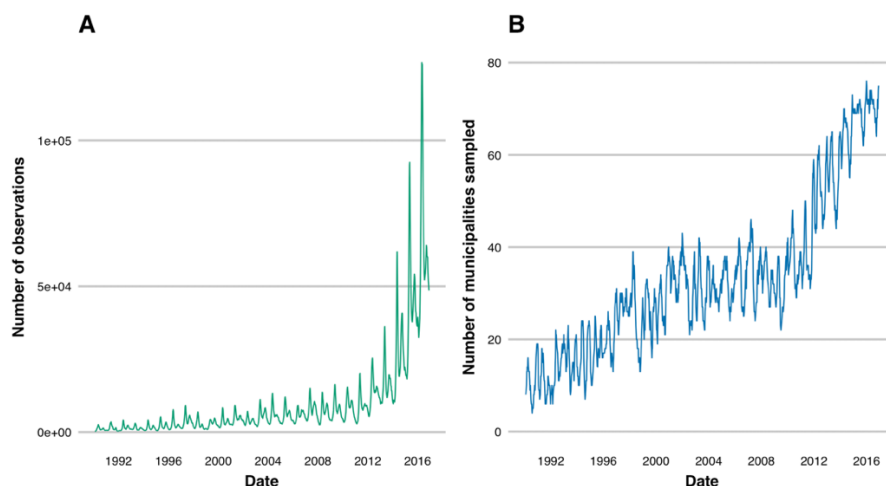 A
Number of observations
1e+05
5e+04
0e+00
1992 1996 2000 2004 2008 2012 2016
Date
B
Number of municipalities sampled
80
60
40
20
0
1992 1996 2000 2004 2008 2012 2016
Date